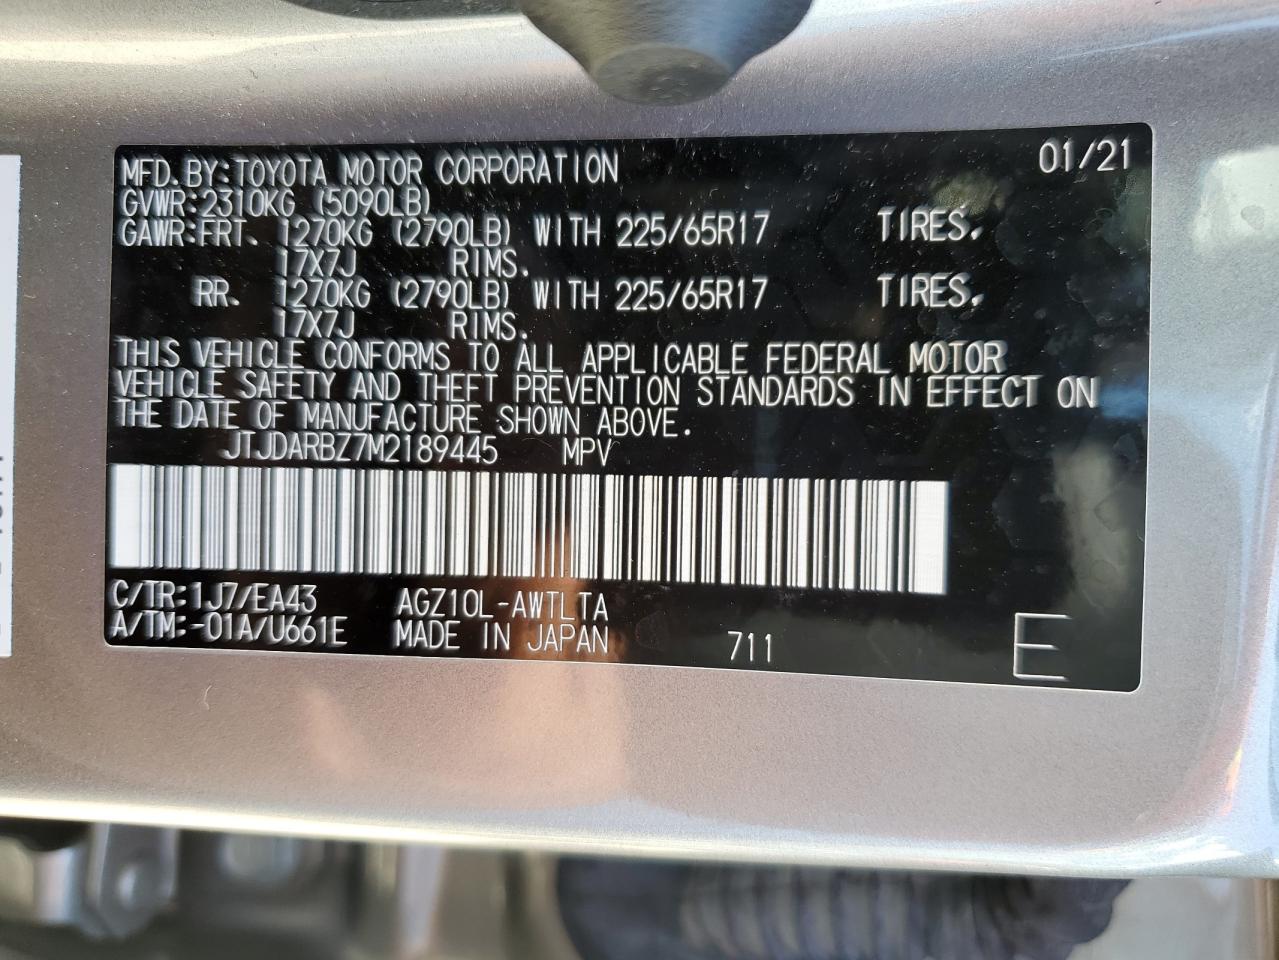 MFD.BY:TOYOTA MOTOR CORPORATION 01/21
GVWR:2310KG (5090LB)
GAWR:FRT. 1270KG (2790LB) WITH 225/65R17 TIRES.
17X7J RIMS.
RR. 1270KG (2790LB) WITH 225/65R17 TIRES.
17X7J RIMS.
THIS VEHICLE CONFORMS TO ALL APPLICABLE FEDERAL MOTOR
VEHICLE SAFETY AND THEFT PREVENTION STANDARDS IN EFFECT ON
THE DATE OF MANUFACTURE SHOWN ABOVE.
JTJDARBZ7M2189445 MPV
C/TR:1J7/EA43 AGZ10L-AWTLTA
A/TM:-01A/U661E MADE IN JAPAN 711 E